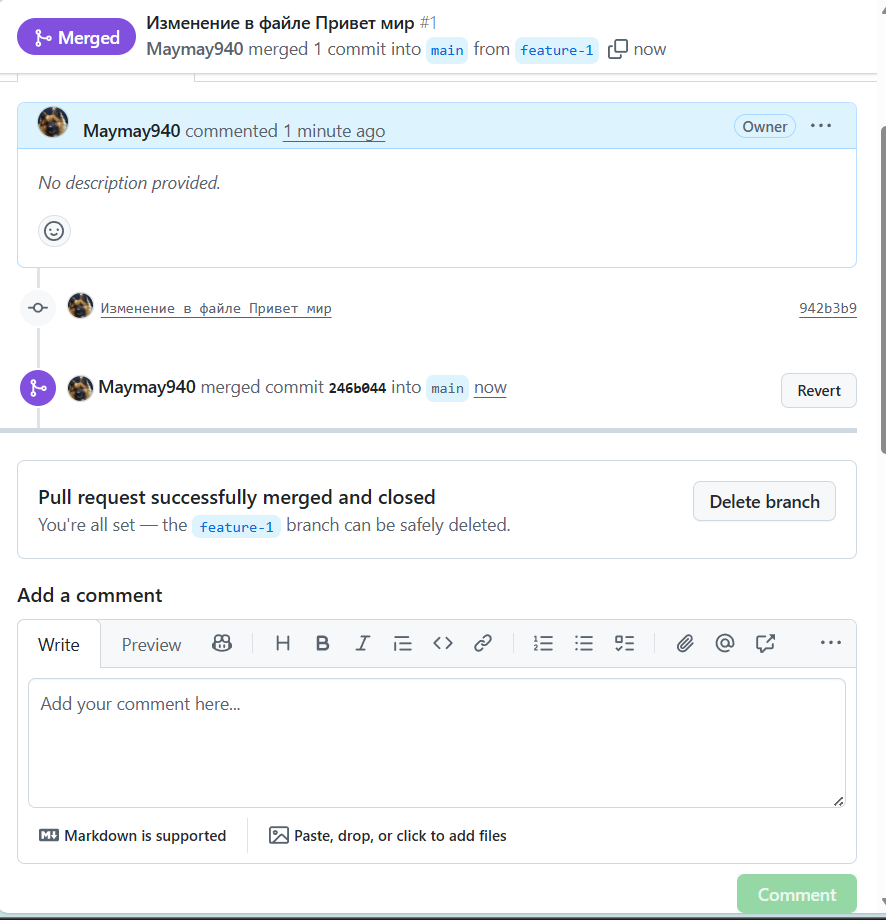 Merged
Изменение в файле Привет мир #1
Maymay940 merged 1 commit into main from feature-1 now
Maymay940 commented 1 minute ago Owner
No description provided.
Изменение в файле Привет мир 942b3b9
Maymay940 merged commit 246b044 into main now Revert
Pull request successfully merged and closed
You're all set — the feature-1 branch can be safely deleted.
Delete branch
Add a comment
Write Preview
Add your comment here...
Markdown is supported
Paste, drop, or click to add files
Comment